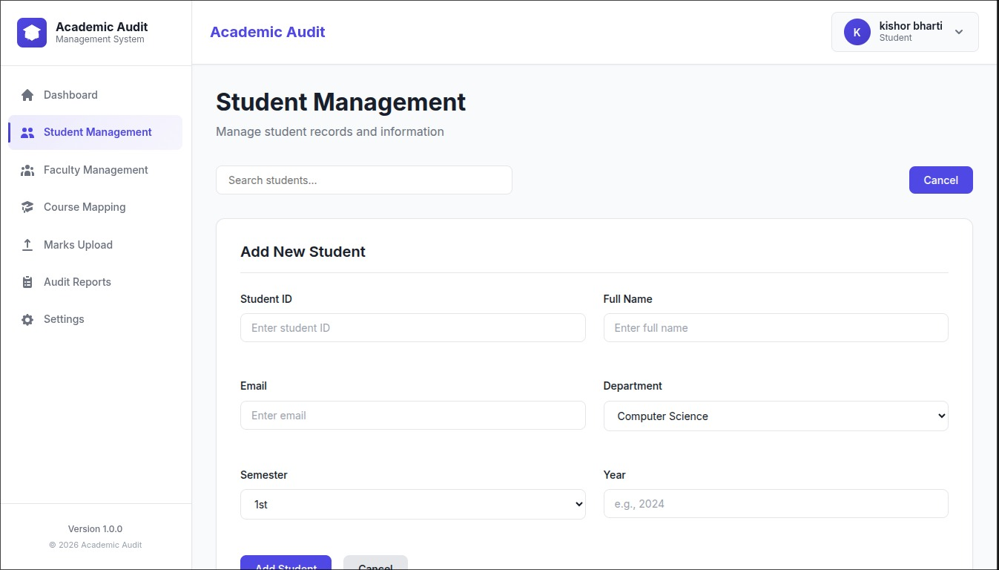 Academic Audit
Management System
Dashboard
Student Management
Faculty Management
Course Mapping
Marks Upload
Audit Reports
Settings
Version 1.0.0
© 2026 Academic Audit
Academic Audit
K
kishor bharti
Student
Student Management
Manage student records and information
Search students...
Cancel
Add New Student
Student ID
Full Name
Enter student ID
Enter full name
Email
Department
Enter email
Computer Science
Semester
Year
1st
e.g., 2024
Add Student
Cancel